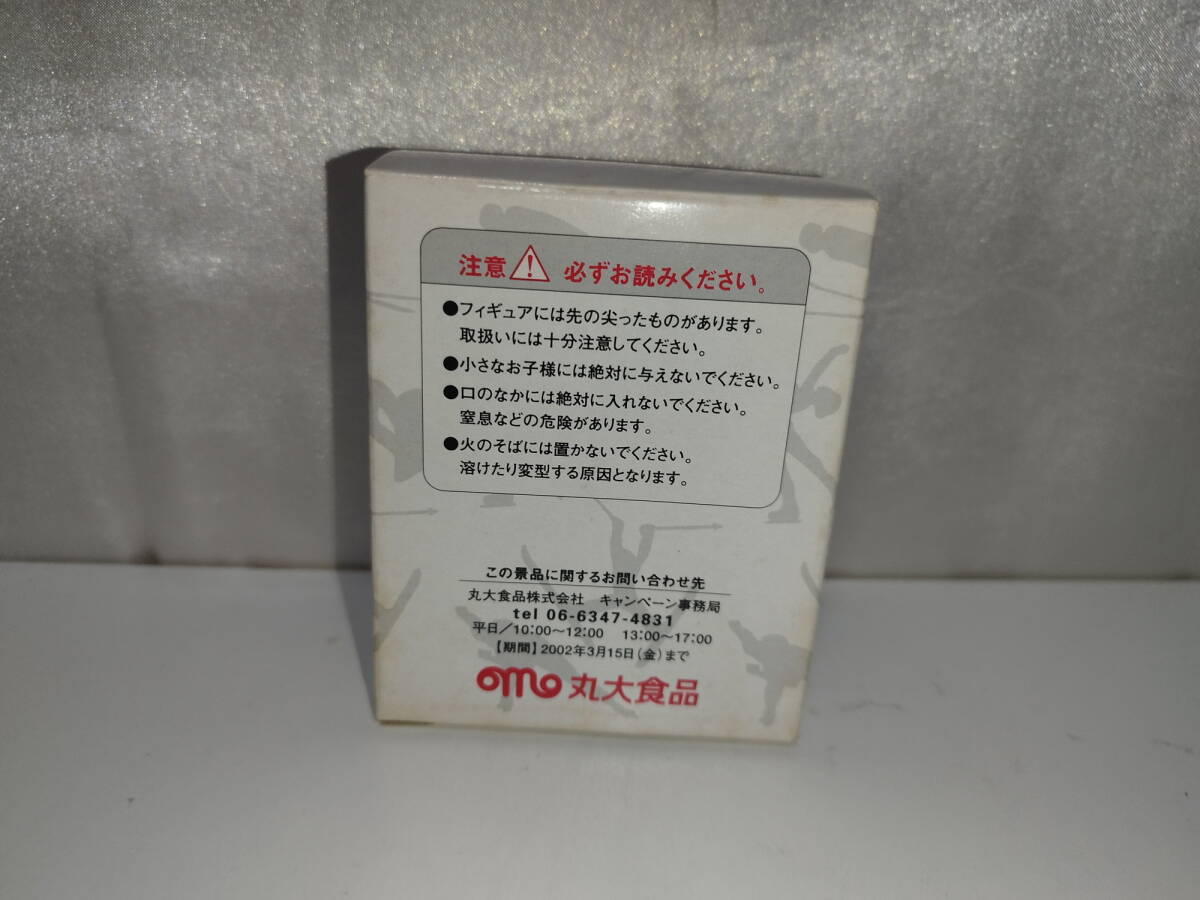 注意 ! 必ずお読みください。
●フィギュアには先の尖ったものがあります。
取扱いには十分注意してください。
●小さなお子様には絶対に与えないでください。
●口のなかには絶対に入れないでください。
窒息などの危険があります。
●火のそばには置かないでください。
溶けたり変型する原因となります。
この景品に関するお問い合わせ先
丸大食品株式会社 キャンペーン事務局
tel 06-6347-4831
平日/10:00〜12:00 13:00〜17:00
【期間】2002年3月15日(金)まで
丸大食品